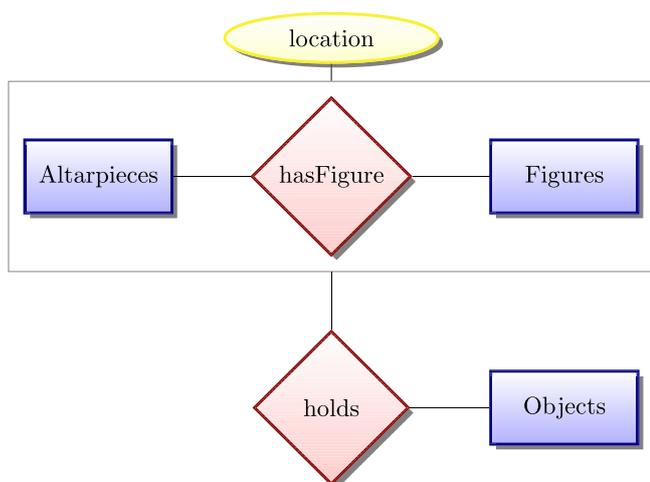 location
Altarpieces
hasFigure
Figures
holds
Objects